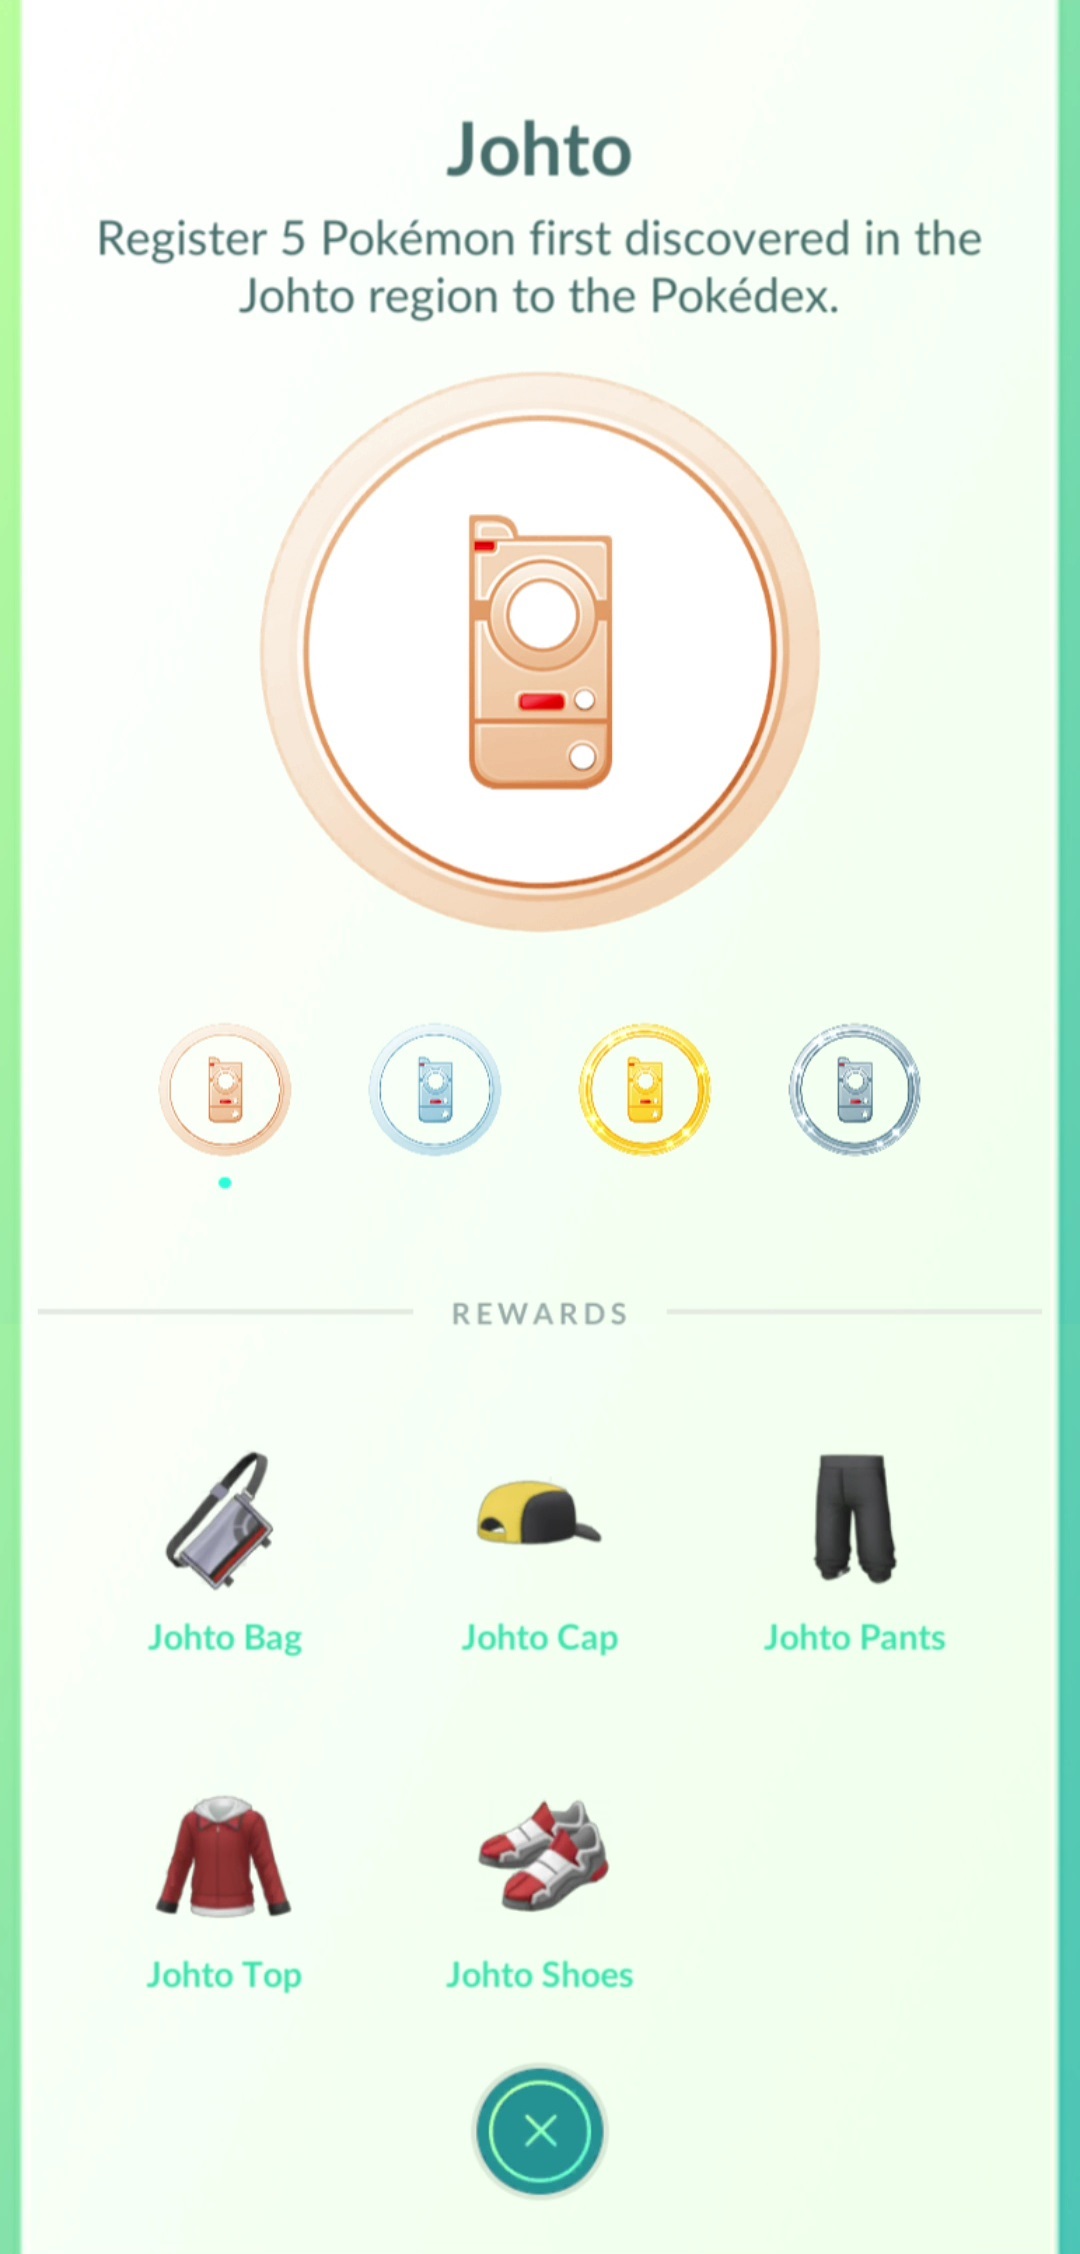 Johto
Register 5 Pokémon first discovered in the
Johto region to the Pokédex.
REWARDS
Johto Bag
Johto Cap
Johto Pants
Johto Top
Johto Shoes